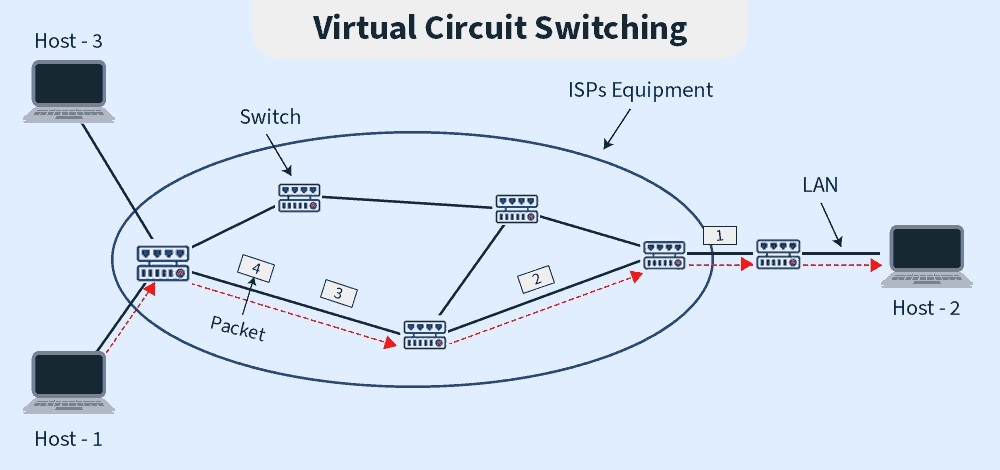 Virtual Circuit Switching
Host - 3
ISPs Equipment
Switch
LAN
1
4
3
2
Packet
Host - 2
Host - 1